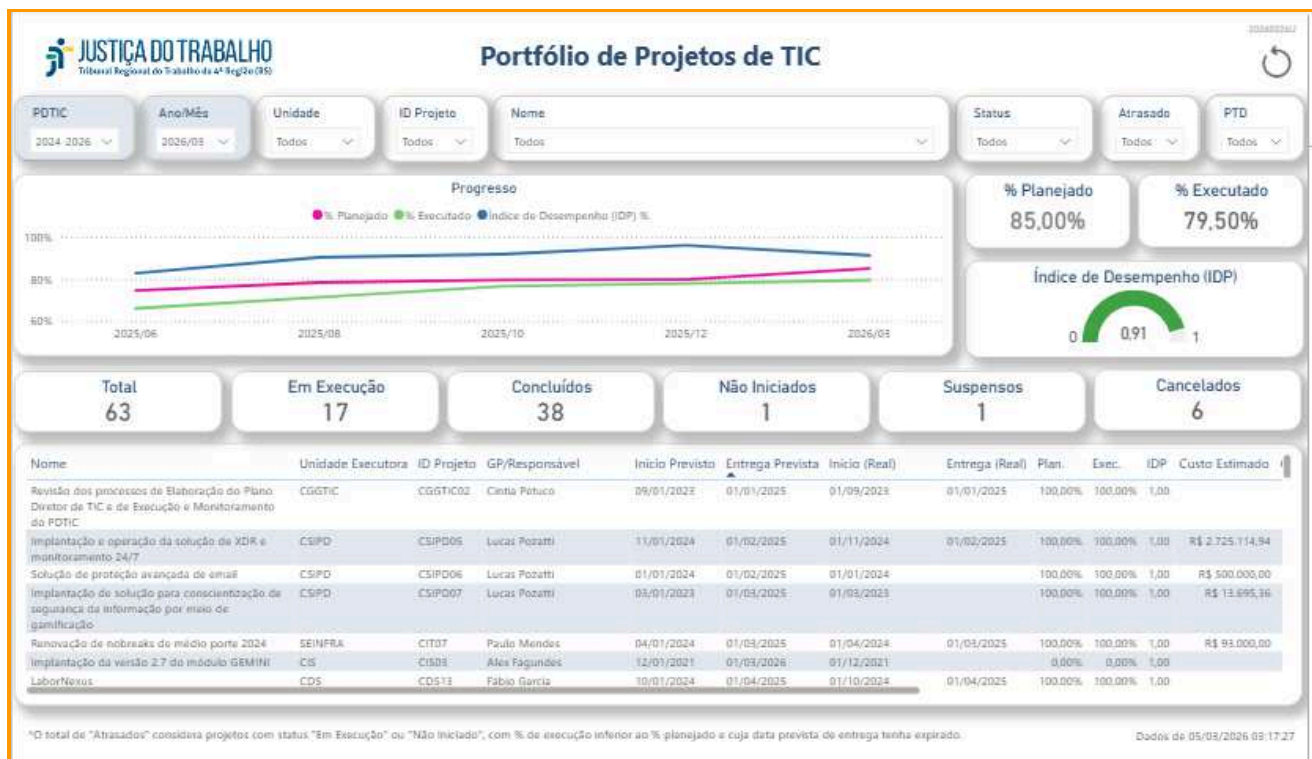 JUSTIÇA DO TRABALHO
Tribunal Regional do Trabalho da 4ª Região (RS)
Portfólio de Projetos de TIC
PDTIC
2024-2026
Ano/Mês
2026/03
Unidade
Todos
ID Projeto
Todos
Nome
Todos
Status
Todos
Atrasado
Todos
PTD
Todos
Progresso
% Planejado % Executado Índice de Desempenho (IDP) %
100%
80%
60%
2025/06 2025/08 2025/10 2025/12 2026/03
% Planejado
85,00%
% Executado
79,50%
Índice de Desempenho (IDP)
0 0,91 1
Total
63
Em Execução
17
Concluídos
38
Não Iniciados
1
Suspensos
1
Cancelados
6
Nome Unidade Executora ID Projeto GP/Responsável Início Previsto Entrega Prevista Início (Real) Entrega (Real) Plan. Exec. IDP Custo Estimado
Revisão dos processos de Elaboração do Plano CGGTIC CGGTIC02 Cintia Potuco 09/01/2023 01/01/2025 01/09/2023 01/01/2025 100,00% 100,00% 1,00
Diretor de TIC e de Execução e Monitoramento
do PDTIC
Implantação e operação da solução de XDR e CSIPD CSIPD05 Lucas Pozatti 11/01/2024 01/02/2025 01/11/2024 01/02/2025 100,00% 100,00% 1,00 R$ 2.725.114,94
monitoramento 24/7
Solução de proteção avançada de email CSIPD CSIPD06 Lucas Pozatti 01/01/2024 01/02/2025 01/01/2024 100,00% 100,00% 1,00 R$ 500.000,00
Implantação de solução para conscientização de CSIPD CSIPD07 Lucas Pozatti 03/01/2023 01/03/2025 01/03/2023 100,00% 100,00% 1,00 R$ 13.695,36
segurança da informação por meio de
gamificação
Renovação de nobreaks de médio porte 2024 SEINFRA CIT07 Paulo Mendes 04/01/2024 01/03/2025 01/04/2024 01/03/2025 100,00% 100,00% 1,00 R$ 93.000,00
Implantação da versão 2.7 do módulo GEMINI CIS CIS03 Alex Fagundes 12/01/2021 01/03/2026 01/12/2021 0,00% 0,00% 1,00
LaborNexus CDS CDS13 Fabio Garcia 10/01/2024 01/04/2025 01/10/2024 01/04/2025 100,00% 100,00% 1,00
*O total de "Atrasados" considera projetos com status "Em Execução" ou "Não Iniciado", com % de execução inferior ao % planejado e cuja data prevista de entrega tenha expirado.
Dados de 05/03/2026 03:17:27